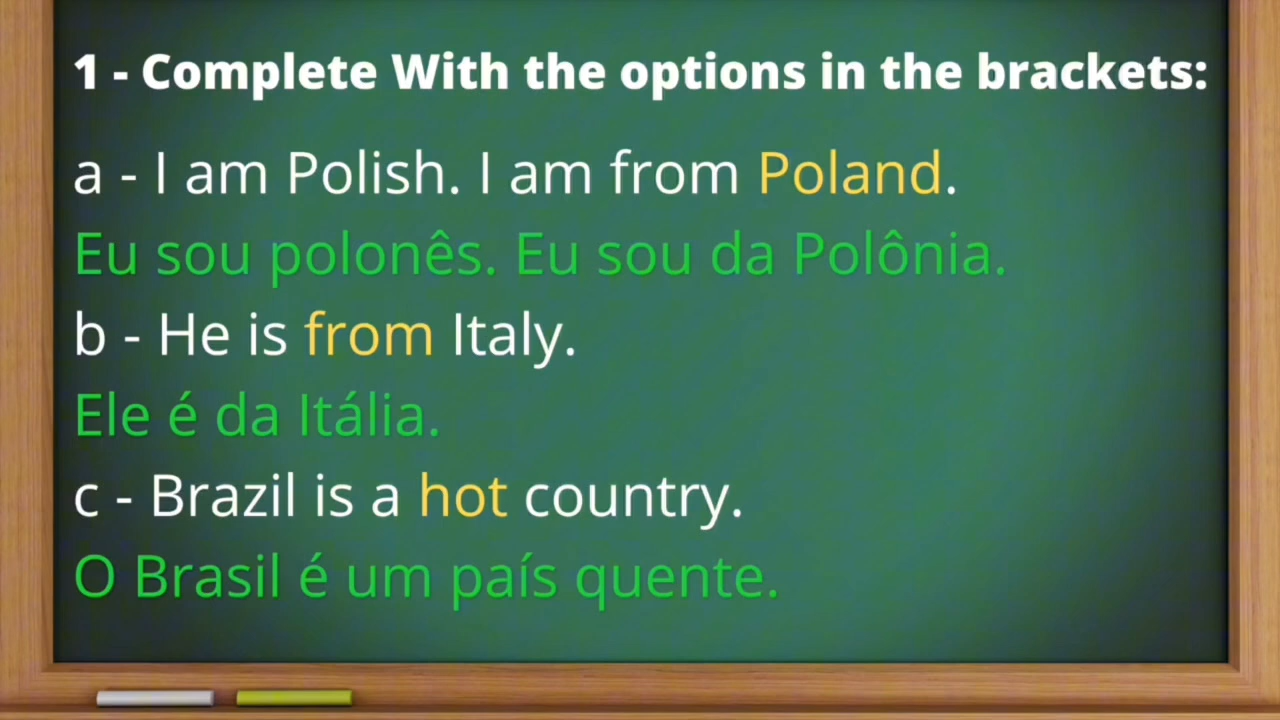 1 - Complete With the options in the brackets:
a - I am Polish. I am from Poland.
Eu sou polonês. Eu sou da Polônia.
b - He is from Italy.
Ele é da Itália.
c - Brazil is a hot country.
O Brasil é um país quente.